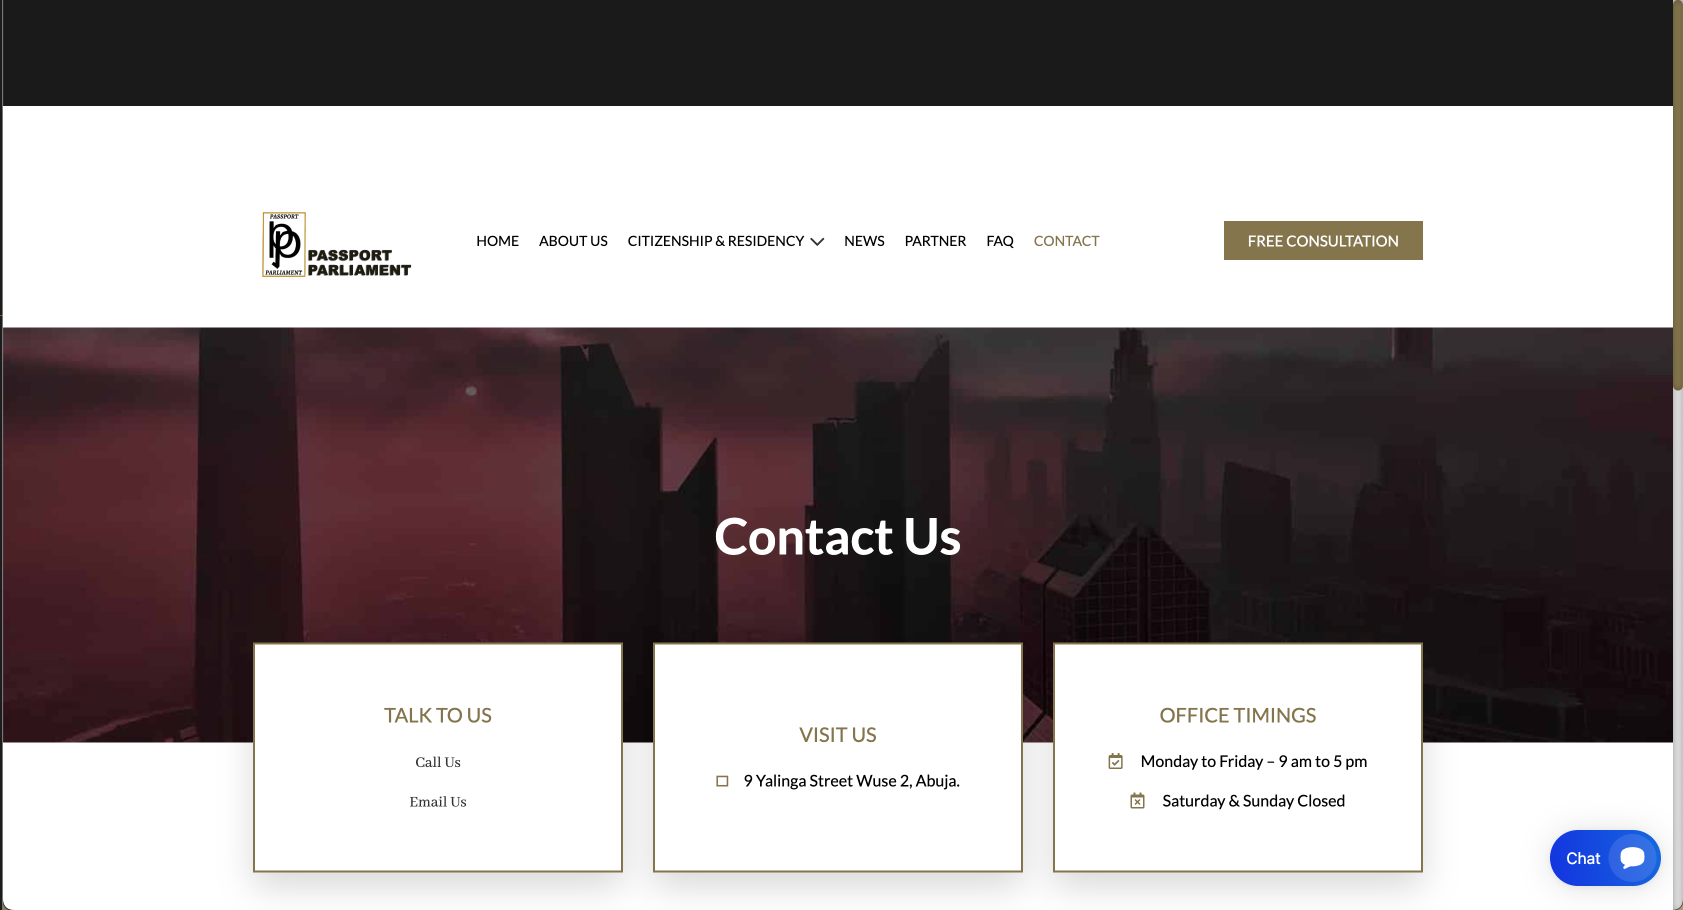 PASSPORT
PP
PARLIAMENT
PASSPORT
PARLIAMENT
HOME
ABOUT US
CITIZENSHIP & RESIDENCY
NEWS
PARTNER
FAQ
CONTACT
FREE CONSULTATION
Contact Us
TALK TO US
Call Us
Email Us
VISIT US
9 Yalinga Street Wuse 2, Abuja.
OFFICE TIMINGS
Monday to Friday – 9 am to 5 pm
Saturday & Sunday Closed
Chat